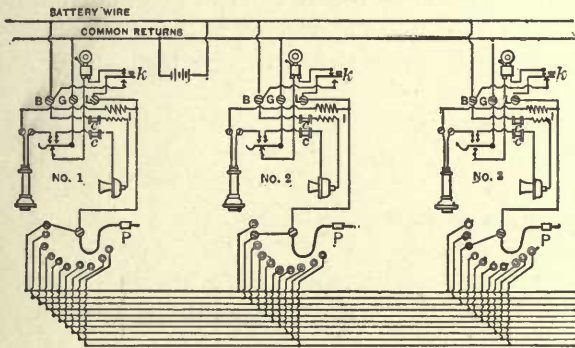 BATTERY WIRE
COMMON RETURNS
k k k
B G L B G L B G L
I I I
c c c
c c c
NO. 1 NO. 2 NO. 3
P P P